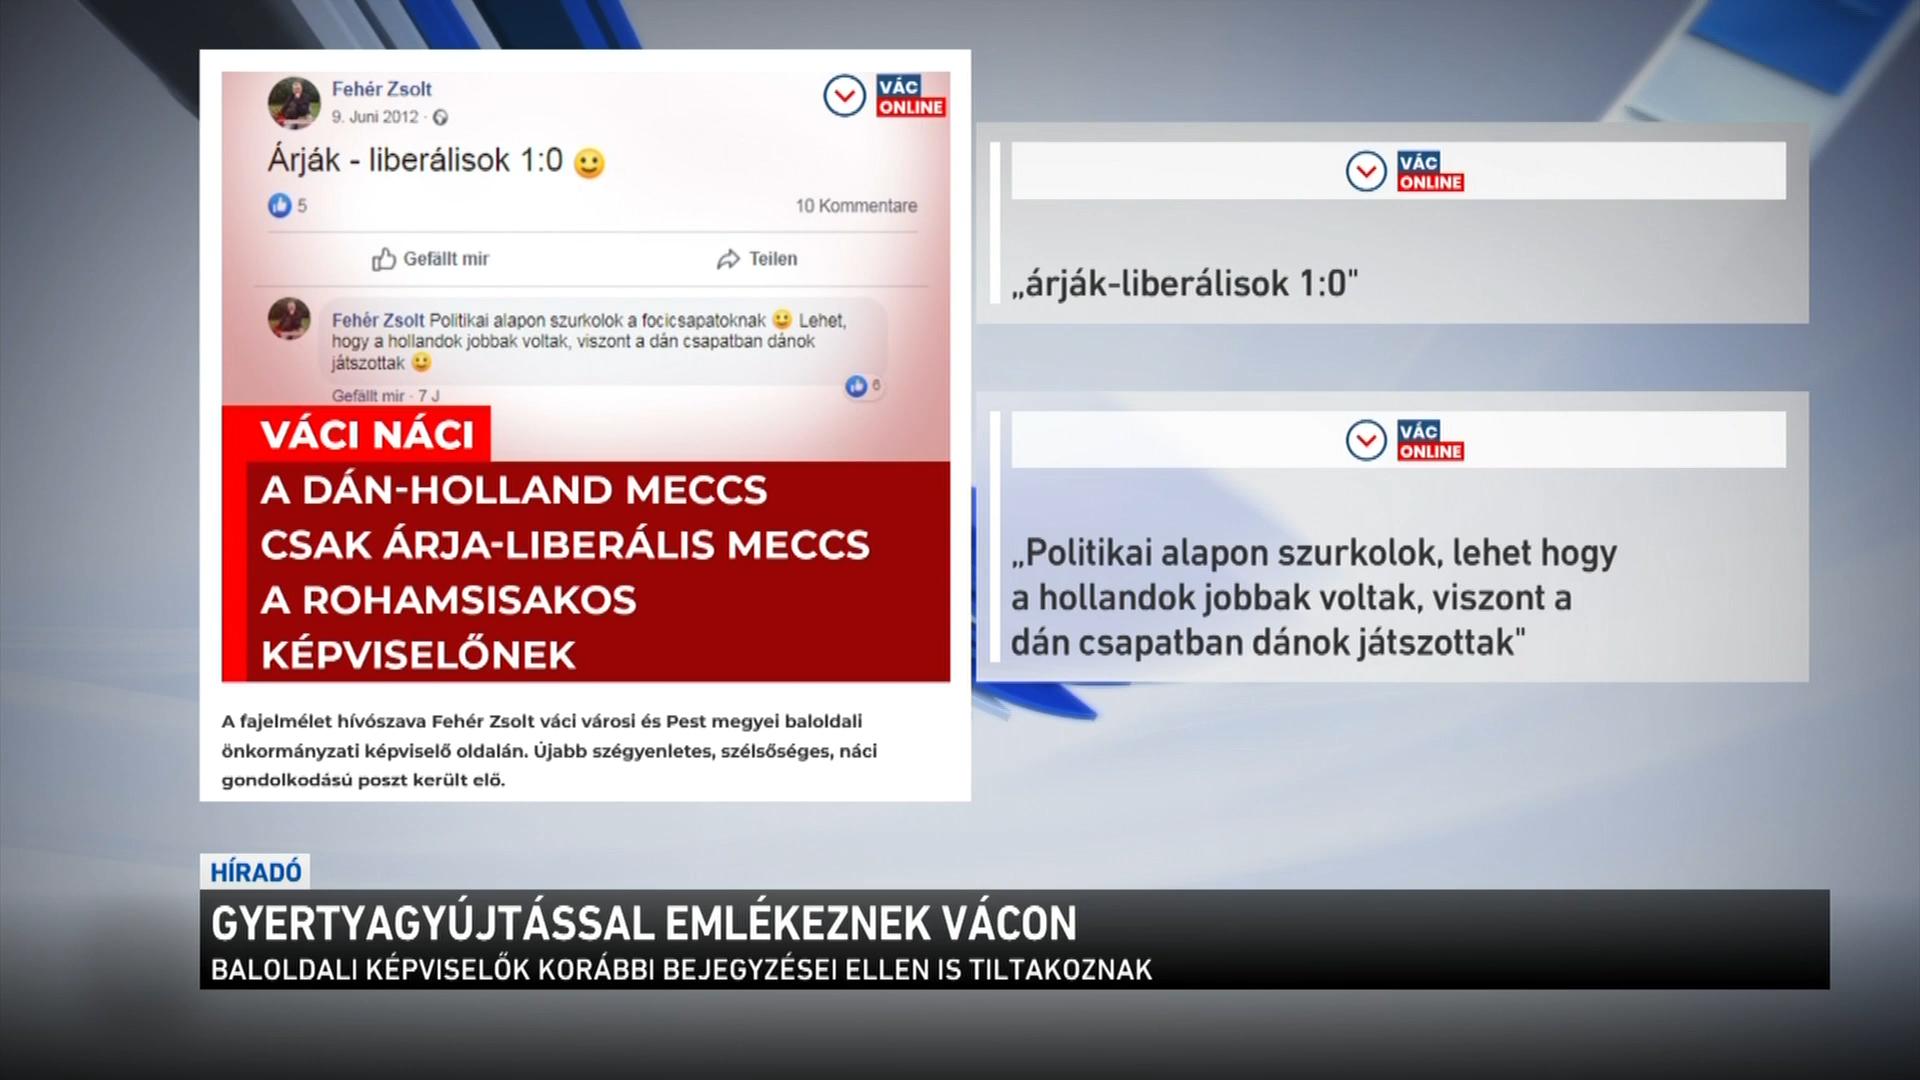 Fehér Zsolt
9. Juni 2012 ·
VÁC
ONLINE
Árják - liberálisok 1:0 🙂
5
10 Kommentare
Gefällt mir
Teilen
Fehér Zsolt Politikai alapon szurkolok a focicsapatoknak 🙂 Lehet,
hogy a hollandok jobbak voltak, viszont a dán csapatban dánok
játszottak 🙂
6
Gefällt mir · 7 J
VÁCI NÁCI
A DÁN-HOLLAND MECCS
CSAK ÁRJA-LIBERÁLIS MECCS
A ROHAMSISAKOS
KÉPVISELŐNEK
A fajelmélet hívószava Fehér Zsolt váci városi és Pest megyei baloldali
önkormányzati képviselő oldalán. Újabb szégyenletes, szélsőséges, náci
gondolkodású poszt került elő.
VÁC
ONLINE
„árják-liberálisok 1:0"
VÁC
ONLINE
„Politikai alapon szurkolok, lehet hogy
a hollandok jobbak voltak, viszont a
dán csapatban dánok játszottak"
HÍRADÓ
GYERTYAGYÚJTÁSSAL EMLÉKEZNEK VÁCON
BALOLDALI KÉPVISELŐK KORÁBBI BEJEGYZÉSEI ELLEN IS TILTAKOZNAK